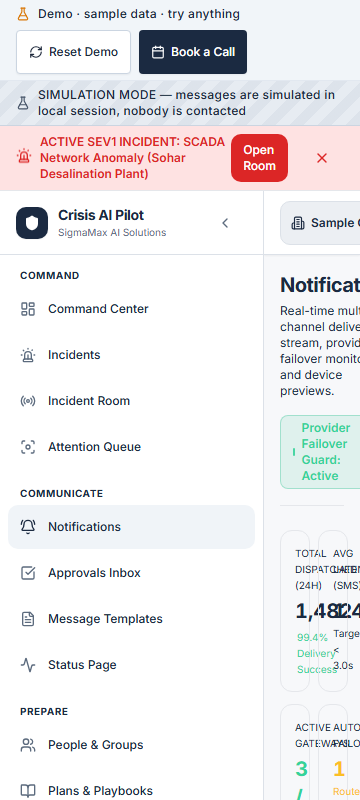 Demo · sample data · try anything
Reset Demo
Book a Call
SIMULATION MODE — messages are simulated in
local session, nobody is contacted
ACTIVE SEV1 INCIDENT: SCADA
Network Anomaly (Sohar
Desalination Plant)
Open
Room
Crisis AI Pilot
SigmaMax AI Solutions
COMMAND
Command Center
Incidents
Incident Room
Attention Queue
COMMUNICATE
Notifications
Approvals Inbox
Message Templates
Status Page
PREPARE
People & Groups
Plans & Playbooks
Sample
Notificat
Real-time mult
channel delive
stream, provid
failover monito
and device
previews.
Provider
Failover
Guard:
Active
TOTAL
(24H)
1,482
99.4%
Delivery
Success
AVG
(SMS)
Target
<
3.0s
ACTIVE
3
/
AUTO
1
Route